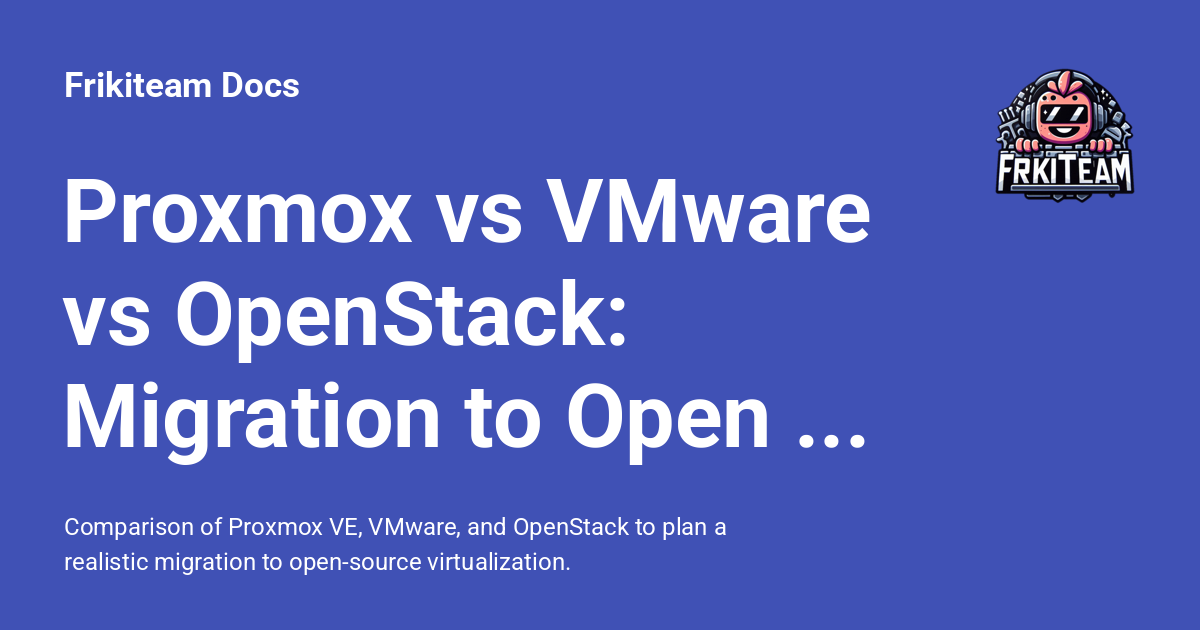 Frikiteam Docs
FRKITEAM
Proxmox vs VMware
vs OpenStack:
Migration to Open ...
Comparison of Proxmox VE, VMware, and OpenStack to plan a
realistic migration to open-source virtualization.